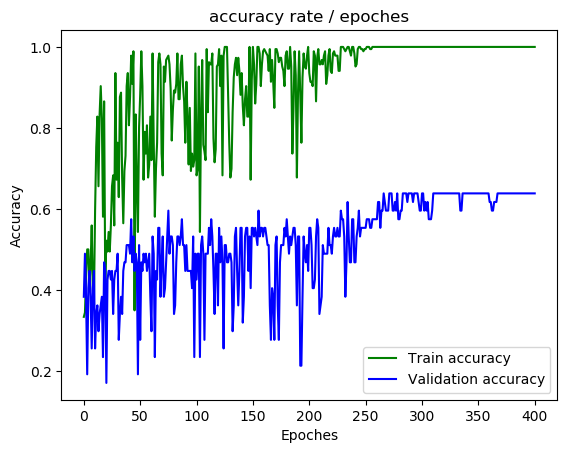 accuracy rate / epoches
1.0
0.8
0.6
0.4
0.2
Accuracy
0
50
100
150
200
250
300
350
400
Epoches
Train accuracy
Validation accuracy